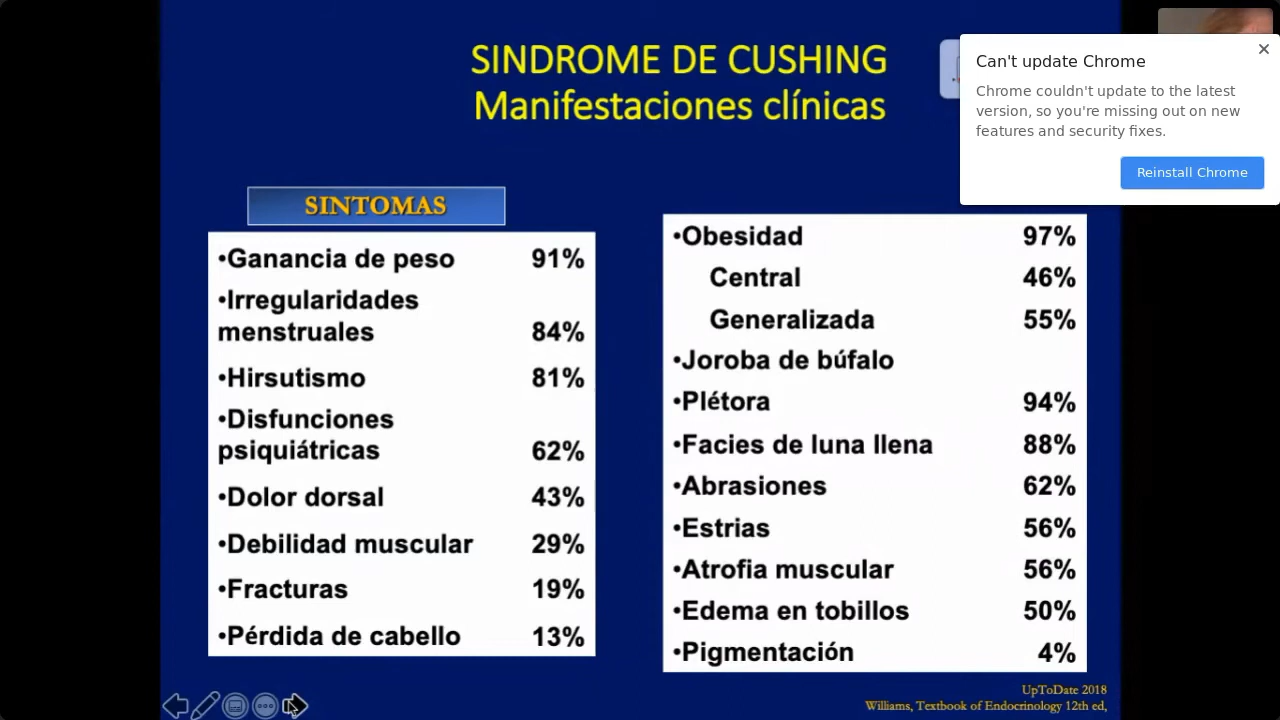 SINDROME DE CUSHING
Manifestaciones clínicas
Can't update Chrome
Chrome couldn't update to the latest
version, so you're missing out on new
features and security fixes.
Reinstall Chrome
SINTOMAS
•Ganancia de peso 91%
•Irregularidades
menstruales 84%
•Hirsutismo 81%
•Disfunciones
psiquiátricas 62%
•Dolor dorsal 43%
•Debilidad muscular 29%
•Fracturas 19%
•Pérdida de cabello 13%
•Obesidad 97%
Central 46%
Generalizada 55%
•Joroba de búfalo
•Plétora 94%
•Facies de luna llena 88%
•Abrasiones 62%
•Estrias 56%
•Atrofia muscular 56%
•Edema en tobillos 50%
•Pigmentación 4%
UpToDate 2018
Williams, Textbook of Endocrinology 12th ed,